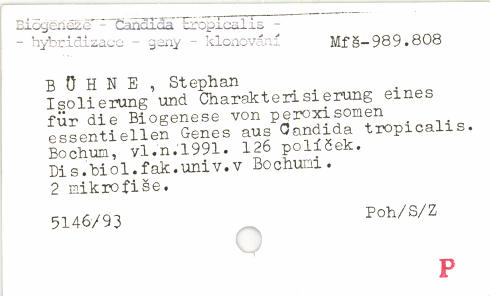 Biogeneze - Candida tropicalis -
- hybridizace - geny - klonování
Mfš-989.808
B Ü H N E , Stephan
Isolierung und Charakterisierung eines
für die Biogenese von peroxisomen
essentiellen Genes aus Candida tropicalis.
Bochum, vl.n.1991. 126 políček.
Dis.biol.fak.univ.v Bochumi.
2 mikrofiše.
5146/93
Poh/S/Z
P